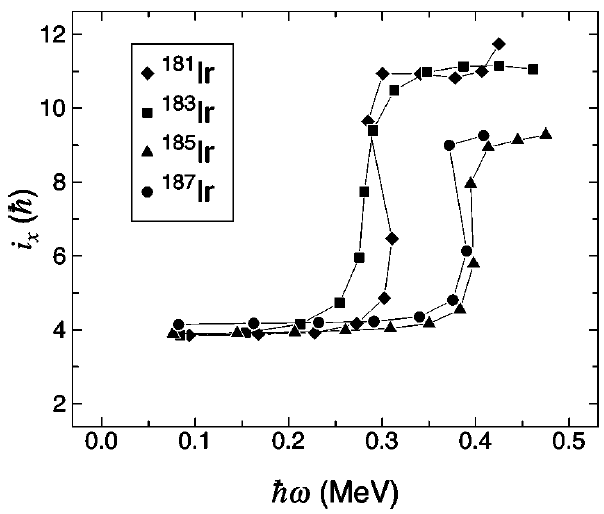 12
10
8
6
4
2
i_x (ħ)
◆ ¹⁸¹Ir
■ ¹⁸³Ir
▲ ¹⁸⁵Ir
● ¹⁸⁷Ir
0.0 0.1 0.2 0.3 0.4 0.5
ħω (MeV)